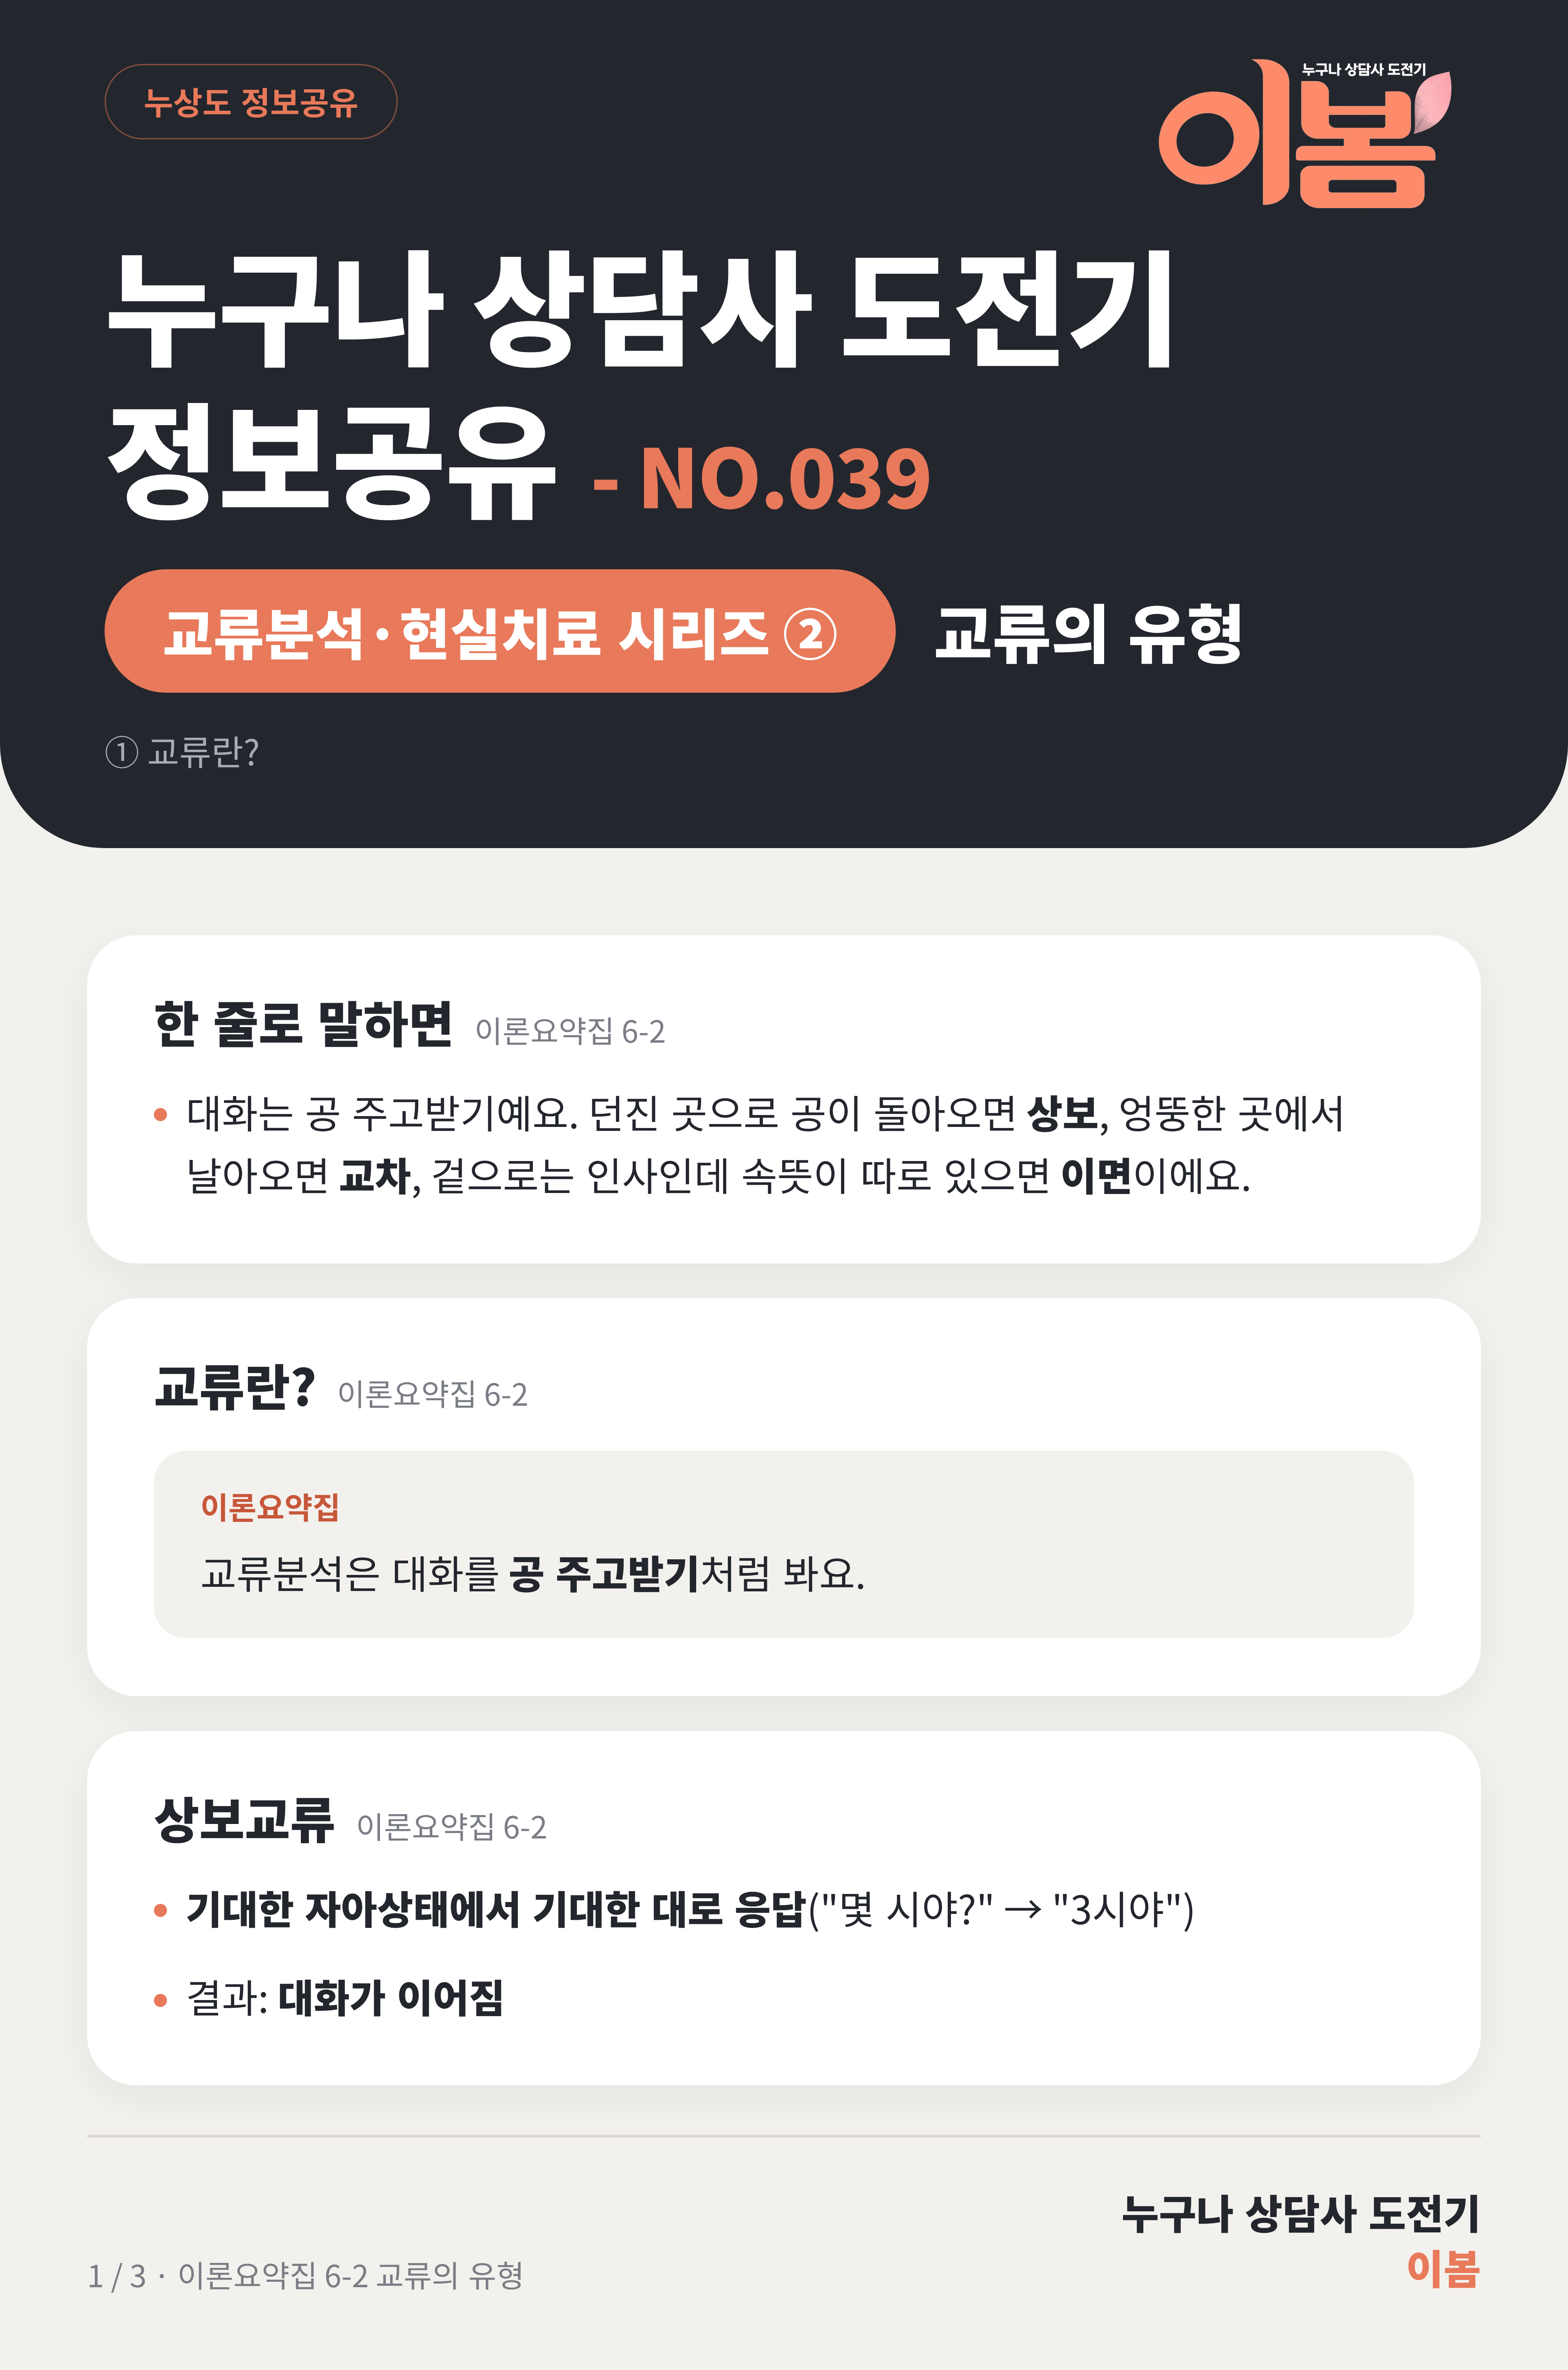 누상도 정보공유
누구나 상담사 도전기
이봄
누구나 상담사 도전기
정보공유 - NO.039
교류분석·현실치료 시리즈 ② 교류의 유형
① 교류란?
한 줄로 말하면 이론요약집 6-2
• 대화는 공 주고받기예요. 던진 곳으로 공이 돌아오면 상보, 엉뚱한 곳에서
날아오면 교차, 겉으로는 인사인데 속뜻이 따로 있으면 이면이에요.
교류란? 이론요약집 6-2
이론요약집
교류분석은 대화를 공 주고받기처럼 봐요.
상보교류 이론요약집 6-2
• 기대한 자아상태에서 기대한 대로 응답("몇 시야?" → "3시야")
• 결과: 대화가 이어짐
누구나 상담사 도전기
1 / 3 · 이론요약집 6-2 교류의 유형
이봄